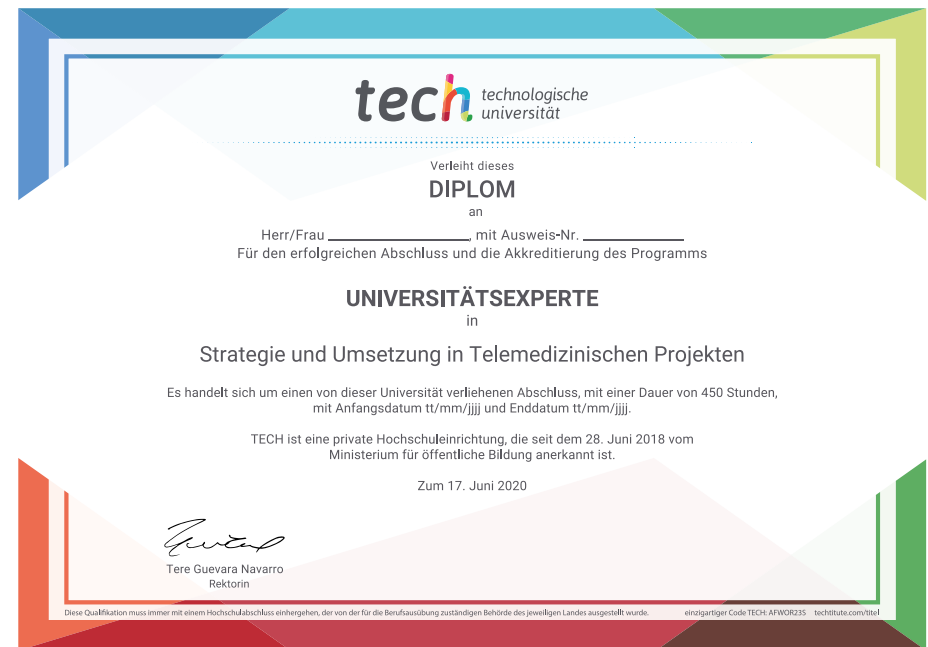 tech technologische
universität
Verleiht dieses
DIPLOM
an
Herr/Frau ____________________, mit Ausweis-Nr. ______________
Für den erfolgreichen Abschluss und die Akkreditierung des Programms
UNIVERSITÄTSEXPERTE
in
Strategie und Umsetzung in Telemedizinischen Projekten
Es handelt sich um einen von dieser Universität verliehenen Abschluss, mit einer Dauer von 450 Stunden,
mit Anfangsdatum tt/mm/jjjj und Enddatum tt/mm/jjjj.
TECH ist eine private Hochschuleinrichtung, die seit dem 28. Juni 2018 vom
Ministerium für öffentliche Bildung anerkannt ist.
Zum 17. Juni 2020
Tere Guevara Navarro
Rektorin
Diese Qualifikation muss immer mit einem Hochschulabschluss einhergehen, der von der für die Berufsausübung zuständigen Behörde des jeweiligen Landes ausgestellt wurde. einzigartiger Code TECH: AFWOR23S techtitute.com/titel